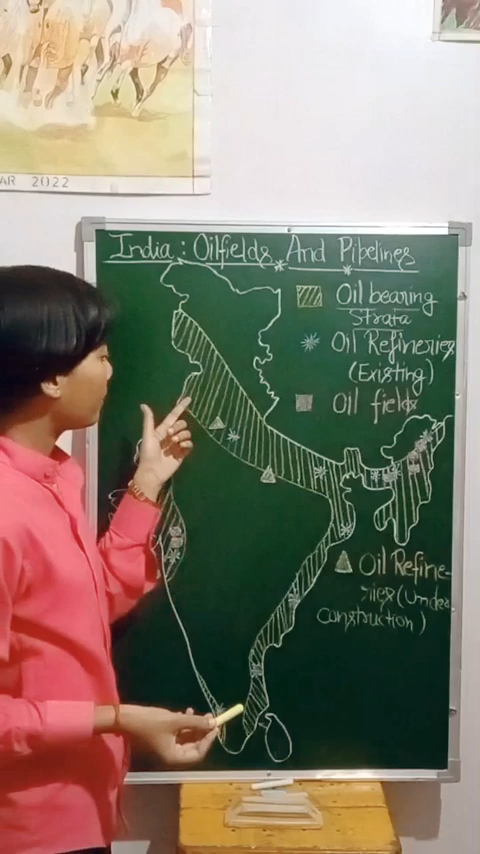 AR 2022
India : Oilfields And Pipelines
Oil bearing
Strata
Oil Refineries
(Existing)
Oil fields
Oil Refine-
ries (Under
construction)